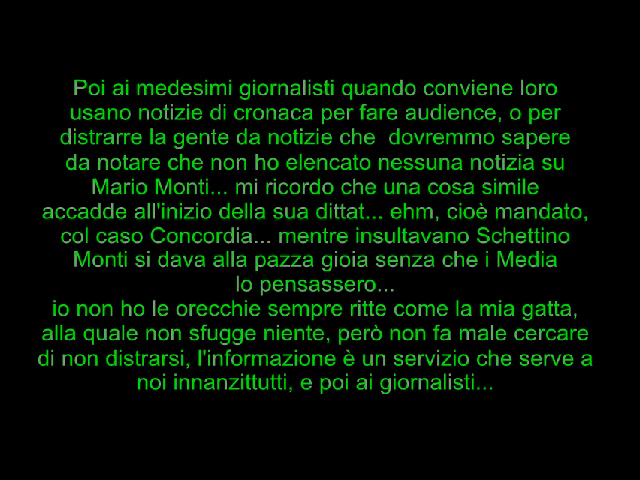 Poi ai medesimi giornalisti quando conviene loro
usano notizie di cronaca per fare audience, o per
distrarre la gente da notizie che  dovremmo sapere
da notare che non ho elencato nessuna notizia su
Mario Monti... mi ricordo che una cosa simile
accadde all'inizio della sua dittat... ehm, cioè mandato,
col caso Concordia... mentre insultavano Schettino
Monti si dava alla pazza gioia senza che i Media
lo pensassero...
io non ho le orecchie sempre ritte come la mia gatta,
alla quale non sfugge niente, però non fa male cercare
di non distrarsi, l'informazione è un servizio che serve a
noi innanzittutti, e poi ai giornalisti...